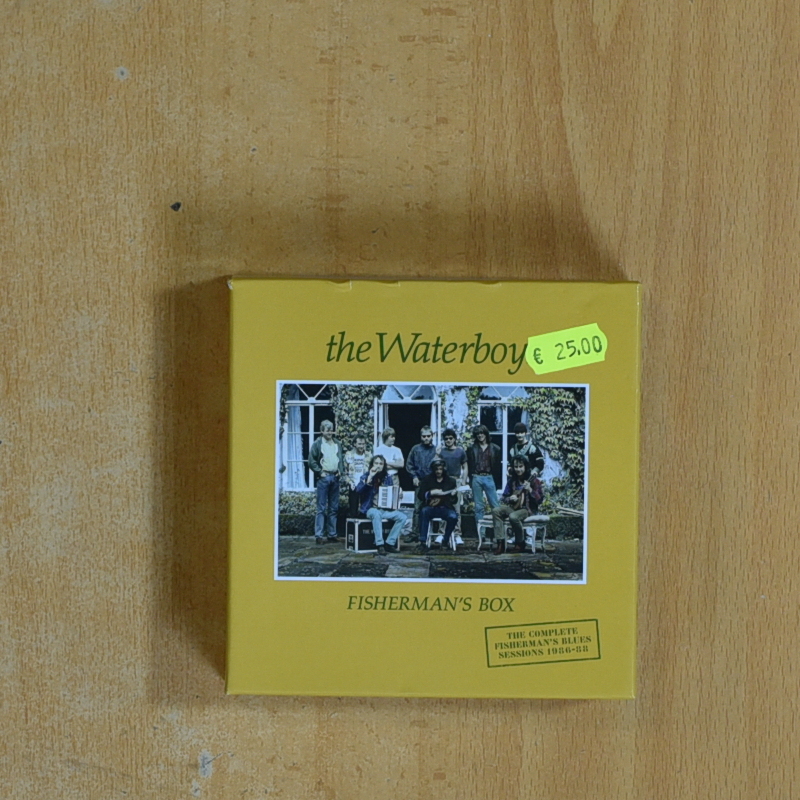 the Waterboy
€ 25.00
FISHERMAN'S BOX
THE COMPLETE
FISHERMAN'S BLUES
SESSIONS 1986-88